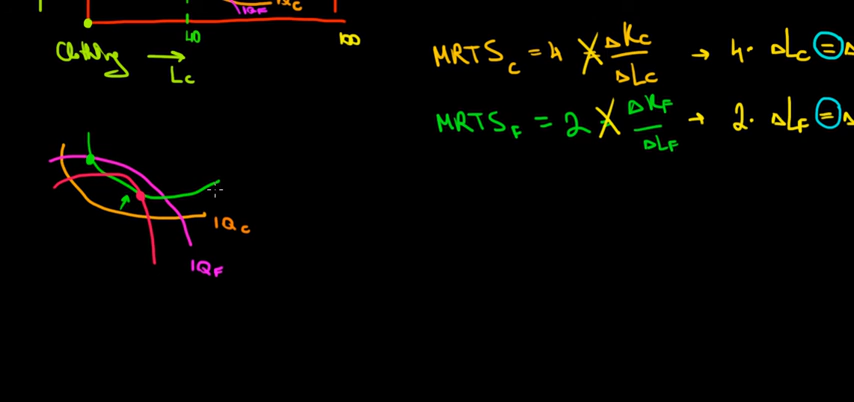 IQF IQC
40 100
Clothing → LC
MRTSC = 4 ΔKC/ΔLC → 4 · ΔLC = Δ
MRTSF = 2 ΔKF/ΔLF → 2 · ΔLF = Δ
IQC
IQF